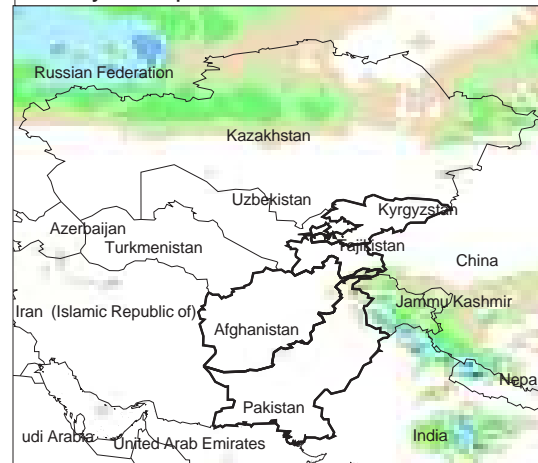 Russian Federation
Kazakhstan
Uzbekistan
Kyrgyzstan
Azerbaijan
Turkmenistan
Tajikistan
China
Iran (Islamic Republic of)
Jammu Kashmir
Afghanistan
Nepa
Pakistan
udi Arabia
United Arab Emirates
India